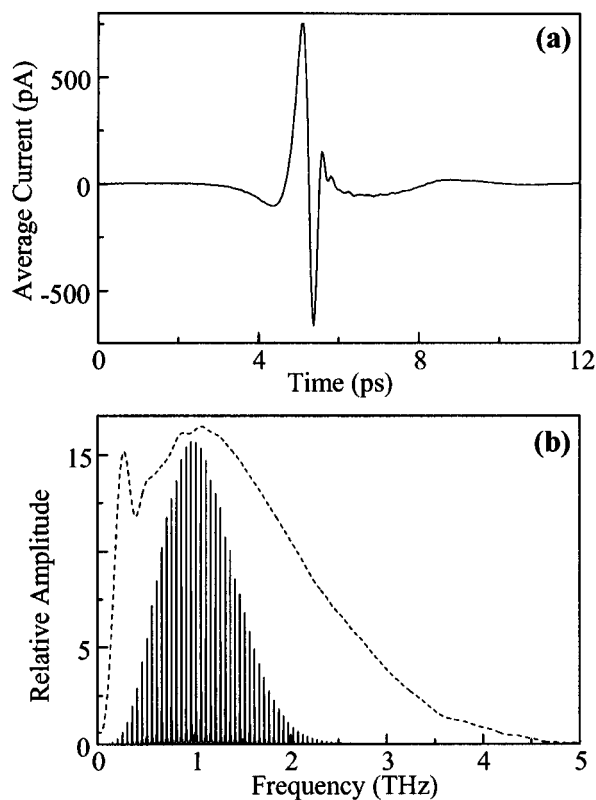 (a)
500
0
-500
Average Current (pA)
0
4
8
12
Time (ps)
(b)
15
5
0
Relative Amplitude
0
1
2
3
4
5
Frequency (THz)